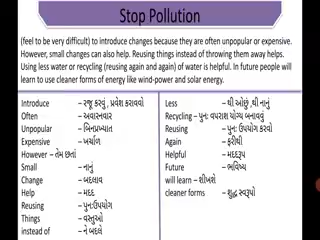 Stop Pollution
(feel to be very difficult) to introduce changes because they are often unpopular or expensive.
However, small changes can also help. Reusing things instead of throwing them away helps.
Using less water or recycling (reusing again and again) of water is helpful. In future people will
learn to use cleaner forms of energy like wind-power and solar energy.
Introduce – રજૂ કરવું , પ્રવેશ કરાવવો
Often – અવારનવાર
Unpopular – બિનપ્રખ્યાત
Expensive – ખર્ચાળ
However – તેમ છતાં
Small – નાનું
Change – બદલાવ
Help – મદદ
Reusing – પુનઃઉપયોગ
Things – વસ્તુઓ
instead of – ને બદલે
Less – થી ઓછું ,થી નાનું
Recycling – પુનઃ વપરાશ યોગ્ય બનાવવું
Reusing – પુનઃ ઉપયોગ કરવો
Again – ફરીથી
Helpful – મદદરૂપ
Future – ભવિષ્ય
will learn – શીખશે
cleaner forms – શુદ્ધ સ્વરૂપો